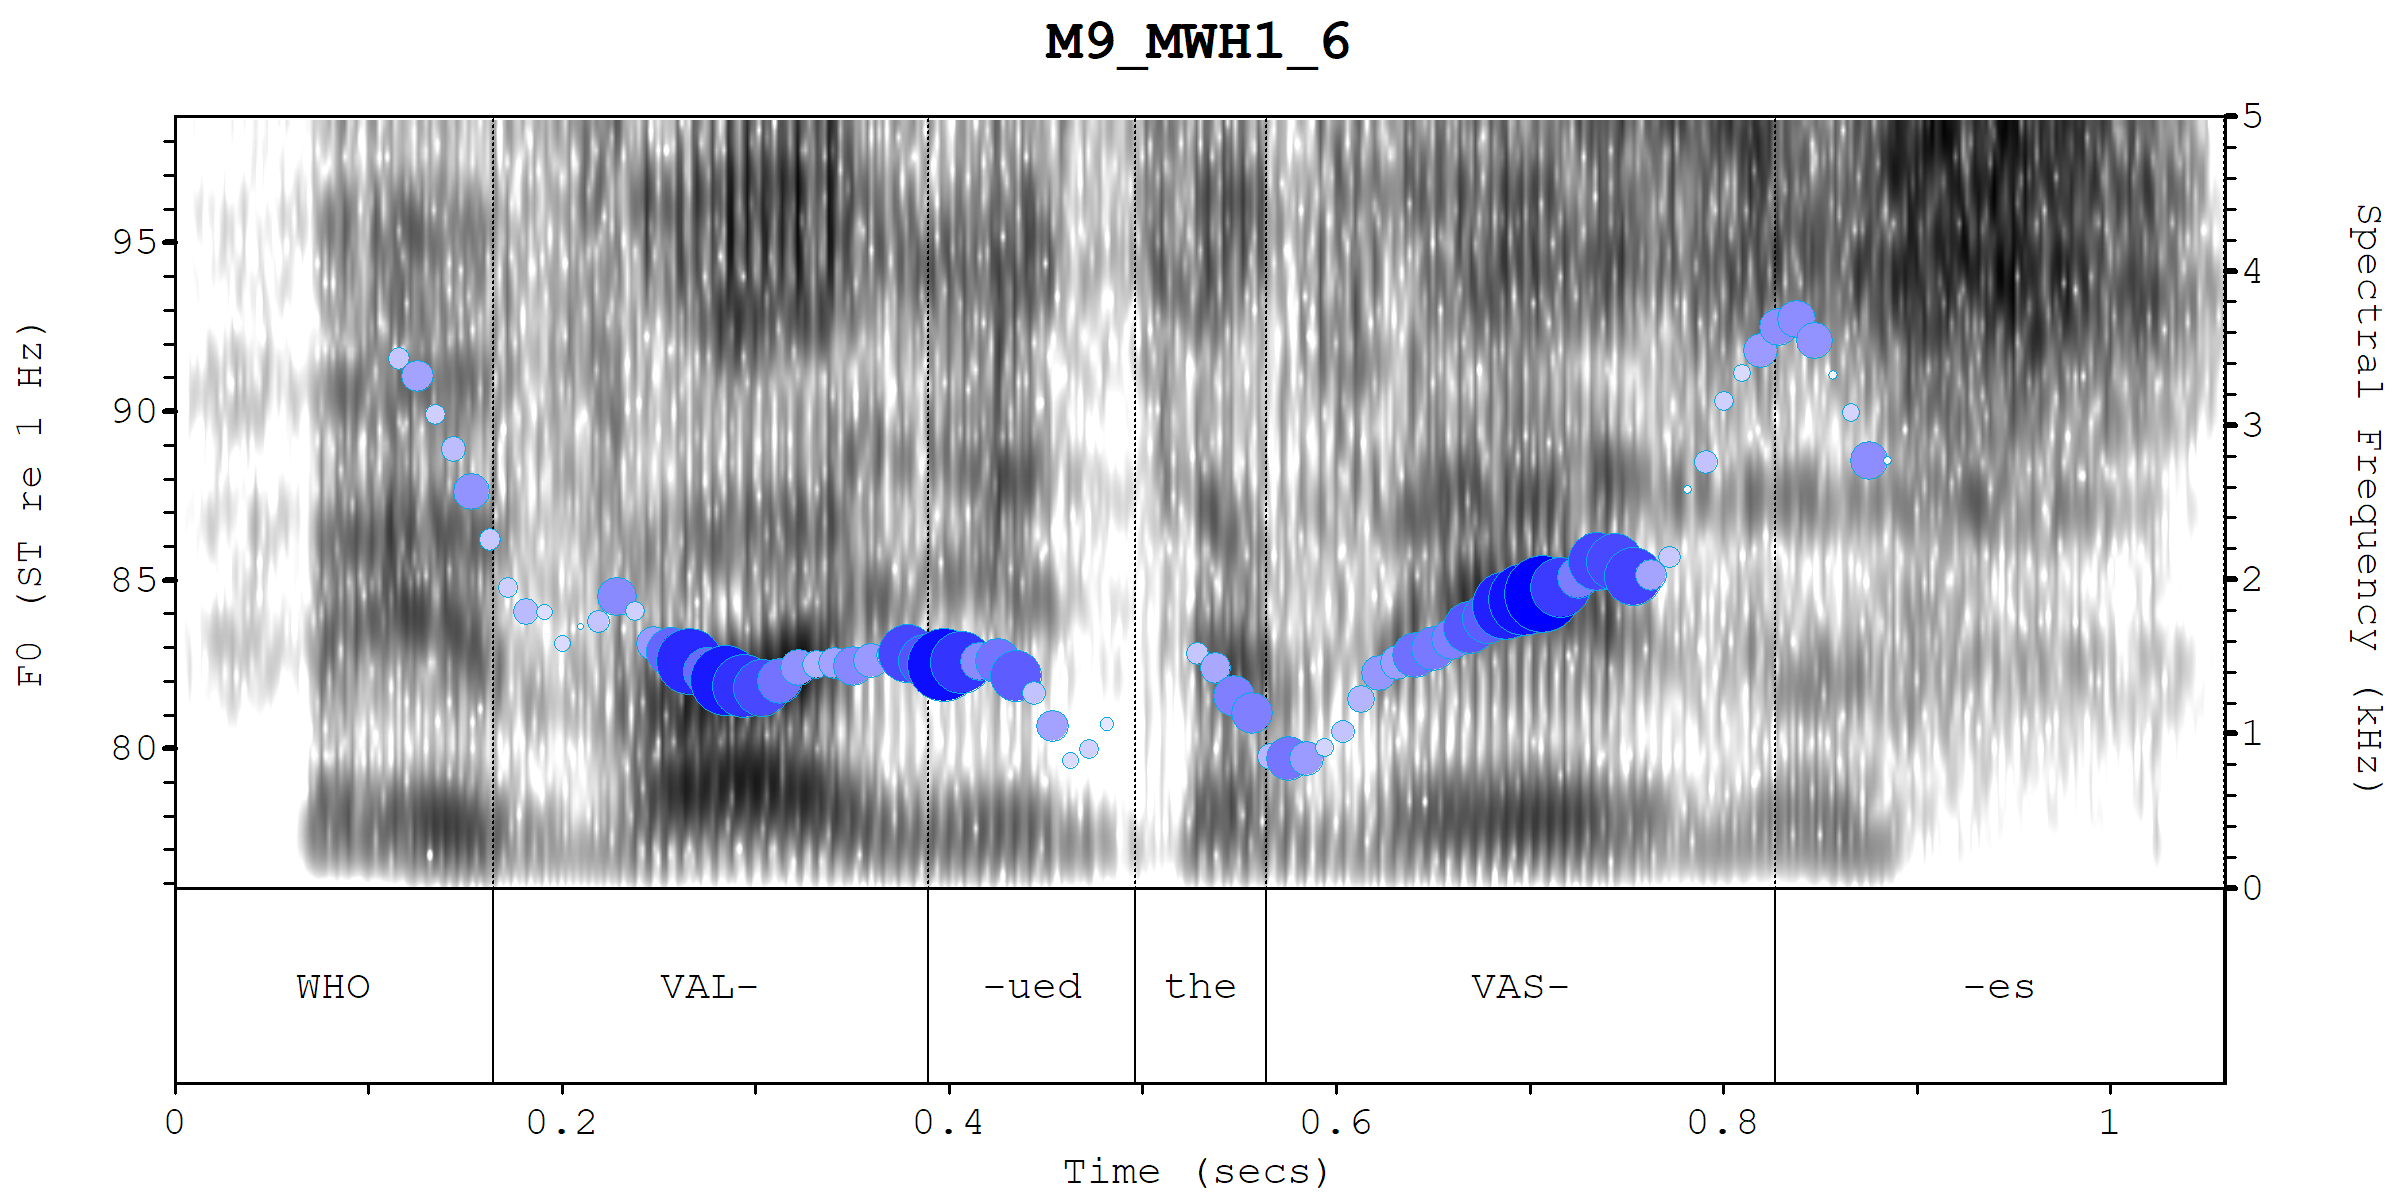 M9_MWH1_6
F0 (ST re 1 Hz)
95
90
85
80
5
4
3
2
1
0
Spectral Frequency (kHz)
WHO VAL- -ued the VAS- -es
0 0.2 0.4 0.6 0.8 1
Time (secs)